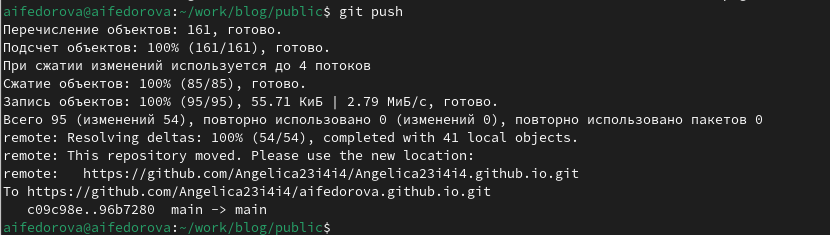 aifedorova@aifedorova:~/work/blog/public$ git push
Перечисление объектов: 161, готово.
Подсчет объектов: 100% (161/161), готово.
При сжатии изменений используется до 4 потоков
Сжатие объектов: 100% (85/85), готово.
Запись объектов: 100% (95/95), 55.71 КиБ | 2.79 МиБ/с, готово.
Всего 95 (изменений 54), повторно использовано 0 (изменений 0), повторно использовано пакетов 0
remote: Resolving deltas: 100% (54/54), completed with 41 local objects.
remote: This repository moved. Please use the new location:
remote:   https://github.com/Angelica23i4i4/Angelica23i4i4.github.io.git
To https://github.com/Angelica23i4i4/aifedorova.github.io.git
   c09c98e..96b7280  main -> main
aifedorova@aifedorova:~/work/blog/public$